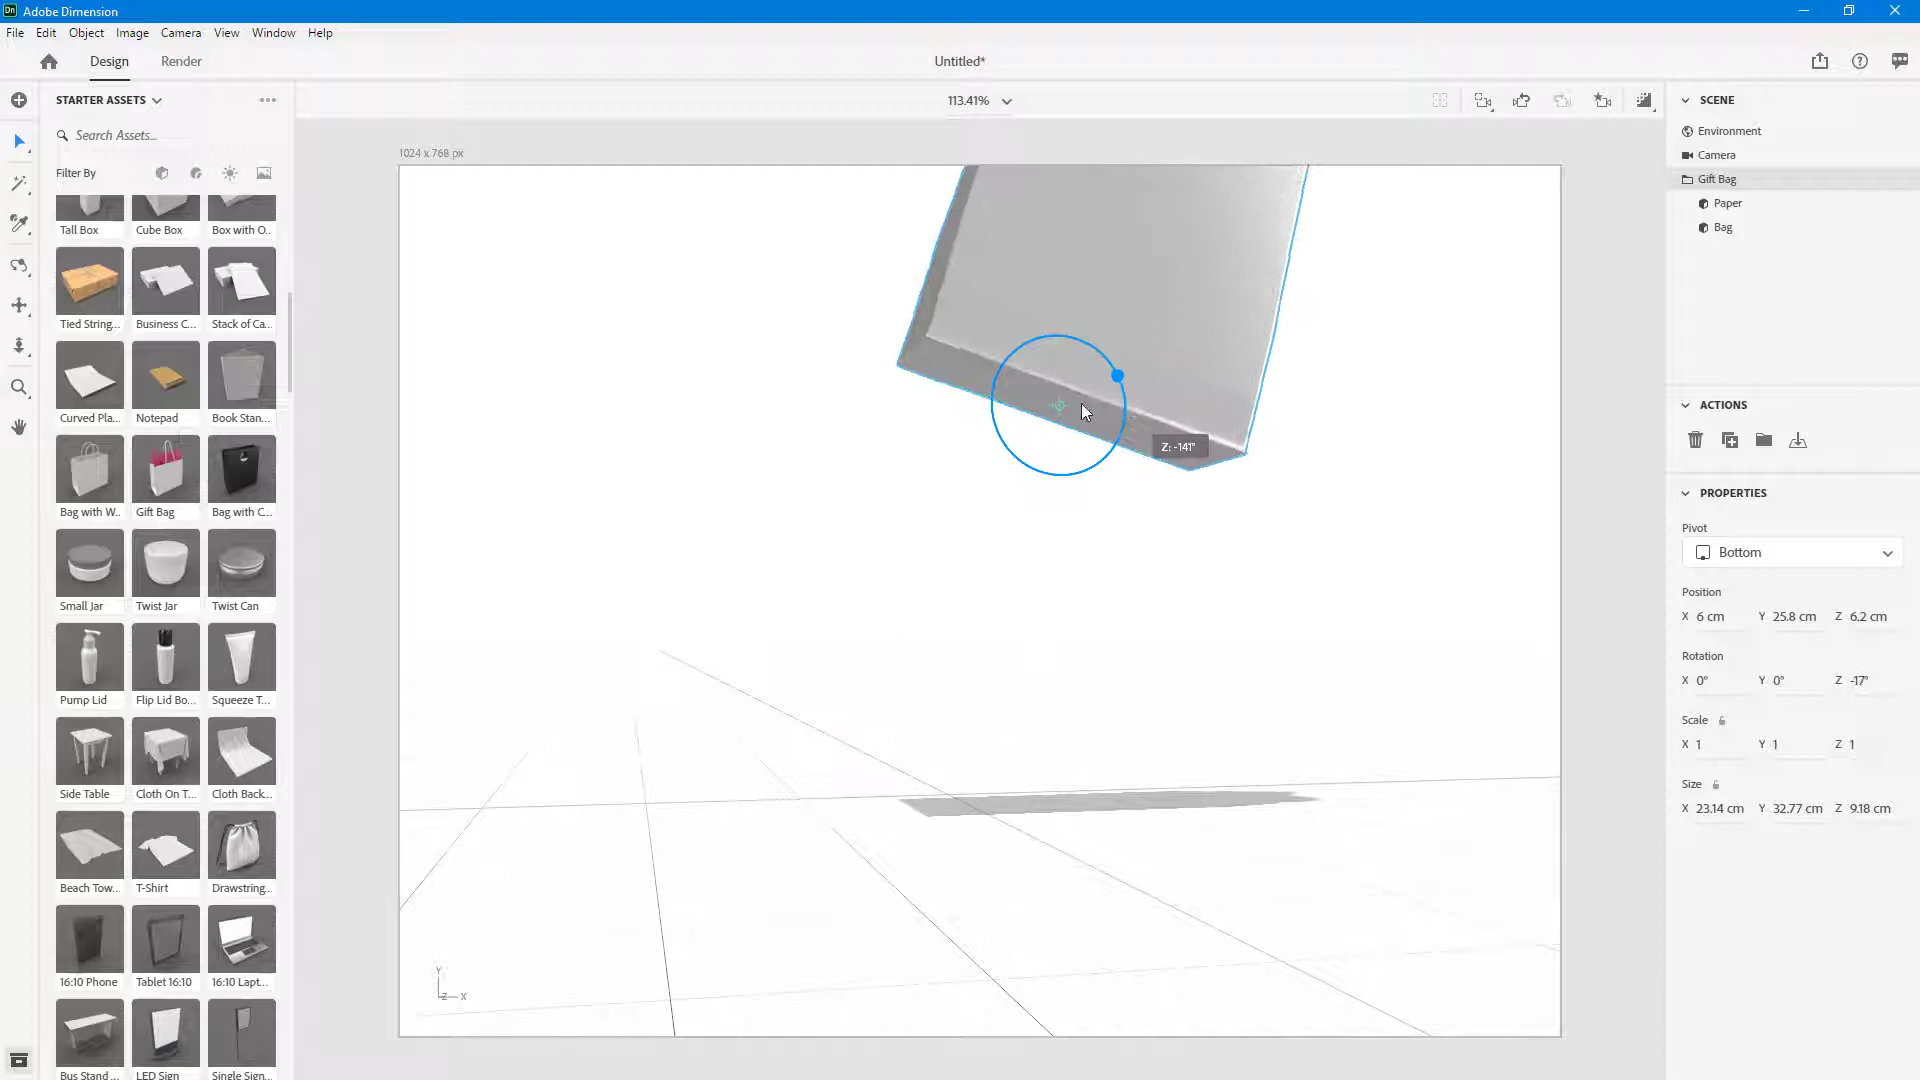 Dn Adobe Dimension
File Edit Object Image Camera View Window Help
Design Render Untitled*
STARTER ASSETS
Search Assets...
Filter By
Tall Box Cube Box Box with O..
Tied String... Business C... Stack of Ca...
Curved Pla... Notepad Book Stan...
Bag with W.. Gift Bag Bag with C...
Small Jar Twist Jar Twist Can
Pump Lid Flip Lid Bo... Squeeze T...
Side Table Cloth On T... Cloth Back...
Beach Tow... T-Shirt Drawstring...
16:10 Phone Tablet 16:10 16:10 Lapt...
Bus Stand ... LED Sign Single Sign...
113.41%
1024 x 768 px
Z: -141°
Y
Z X
SCENE
Environment
Camera
Gift Bag
Paper
Bag
ACTIONS
PROPERTIES
Pivot
Bottom
Position
X 6 cm Y 25.8 cm Z 6.2 cm
Rotation
X 0° Y 0° Z -17°
Scale
X 1 Y 1 Z 1
Size
X 23.14 cm Y 32.77 cm Z 9.18 cm